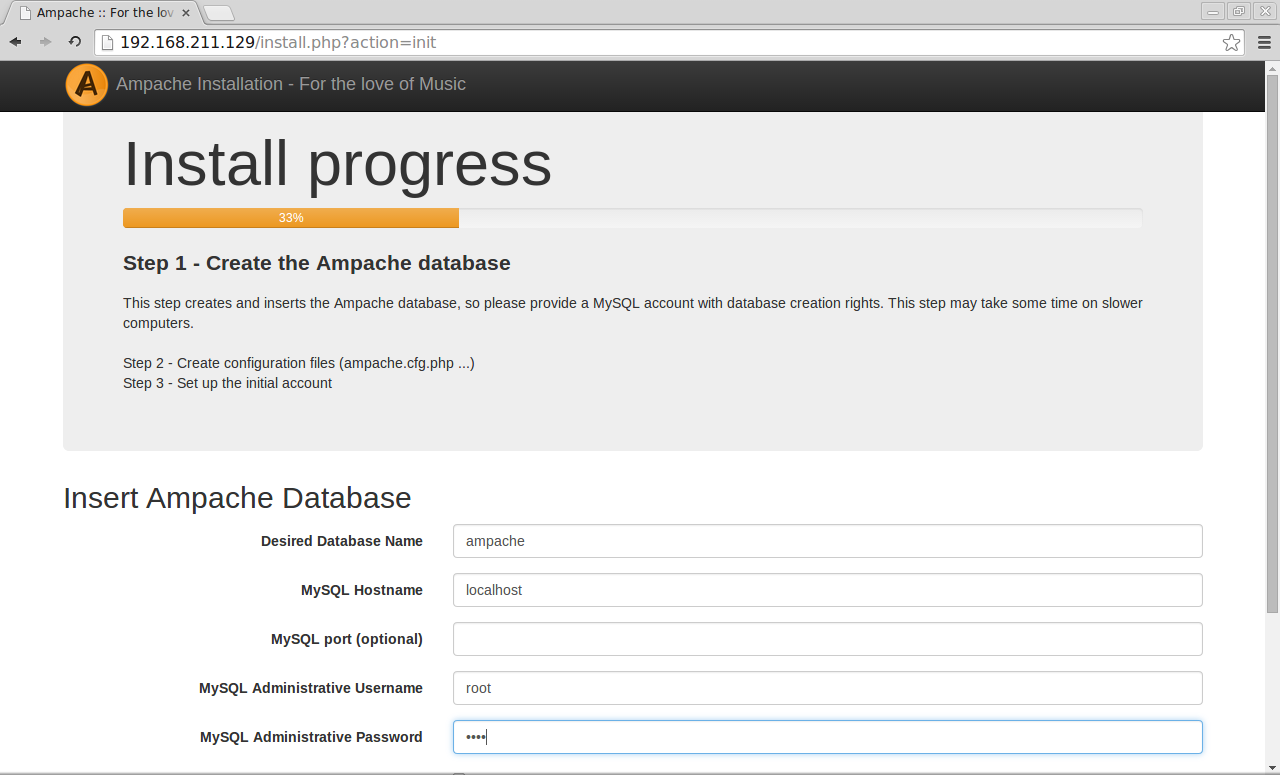 Ampache :: For the lov
192.168.211.129/install.php?action=init
Ampache Installation - For the love of Music
Install progress
33%
Step 1 - Create the Ampache database
This step creates and inserts the Ampache database, so please provide a MySQL account with database creation rights. This step may take some time on slower
computers.
Step 2 - Create configuration files (ampache.cfg.php ...)
Step 3 - Set up the initial account
Insert Ampache Database
Desired Database Name ampache
MySQL Hostname localhost
MySQL port (optional)
MySQL Administrative Username root
MySQL Administrative Password ••••